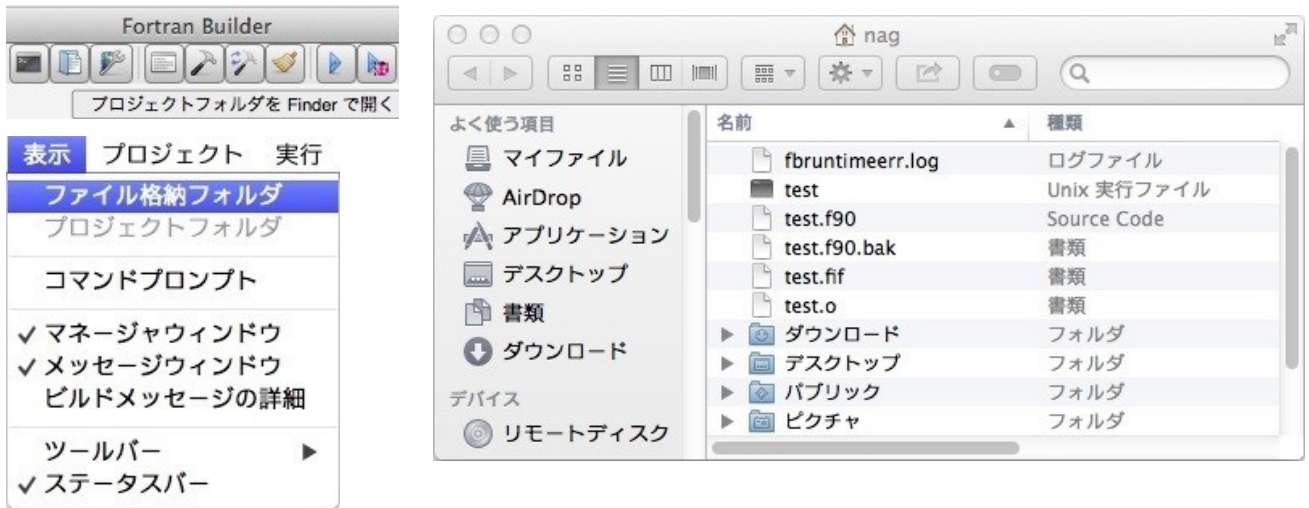 Fortran Builder
プロジェクトフォルダを Finder で開く
表示 プロジェクト 実行
ファイル格納フォルダ
プロジェクトフォルダ
コマンドプロンプト
✓ マネージャウィンドウ
✓ メッセージウィンドウ
ビルドメッセージの詳細
ツールバー ▶
✓ ステータスバー
nag
よく使う項目
マイファイル
AirDrop
アプリケーション
デスクトップ
書類
ダウンロード
デバイス
リモートディスク
名前 ▲ 種類
fbruntimeerr.log ログファイル
test Unix 実行ファイル
test.f90 Source Code
test.f90.bak 書類
test.fif 書類
test.o 書類
ダウンロード フォルダ
デスクトップ フォルダ
パブリック フォルダ
ピクチャ フォルダ